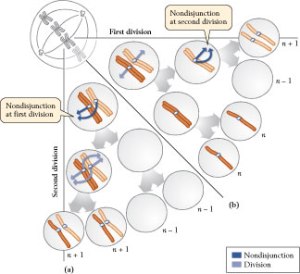 First division
Nondisjunction
at second division
n + 1
Nondisjunction
at first division
n – 1
n
Second division
n
n – 1
(b)
n – 1
n + 1
n + 1
(a)
Nondisjunction
Division